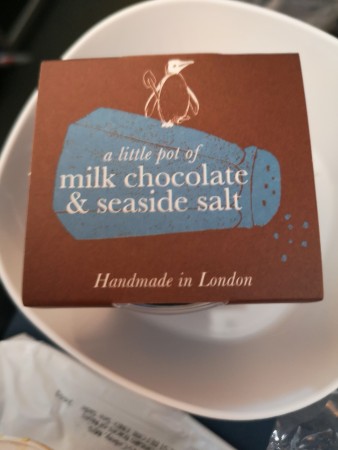 a little pot of
milk chocolate
& seaside salt
Handmade in London